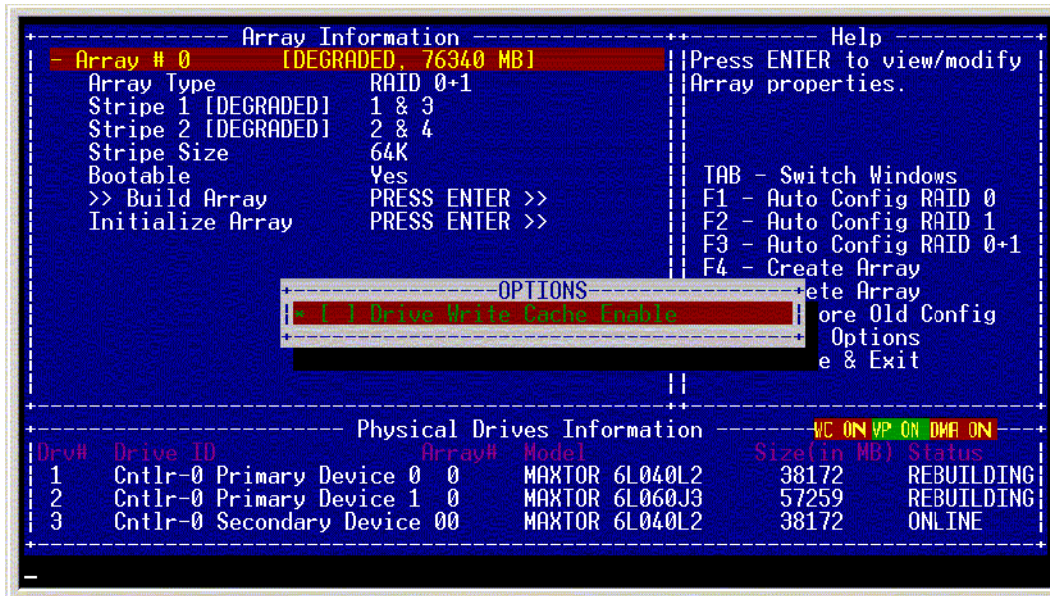 Array Information
Help
- Array # 0 [DEGRADED, 76340 MB]
Press ENTER to view/modify
Array Type RAID 0+1
Array properties.
Stripe 1 [DEGRADED] 1 & 3
Stripe 2 [DEGRADED] 2 & 4
Stripe Size 64K
Bootable Yes
TAB - Switch Windows
>> Build Array PRESS ENTER >>
F1 - Auto Config RAID 0
Initialize Array PRESS ENTER >>
F2 - Auto Config RAID 1
F3 - Auto Config RAID 0+1
F4 - Create Array
OPTIONS
ete Array
* [ ] Drive Write Cache Enable
ore Old Config
Options
e & Exit
Physical Drives Information
WC ON VP ON DMA ON
Drv# Drive ID Array# Model Size(in MB) Status
1 Cntlr-0 Primary Device 0 0 MAXTOR 6L040L2 38172 REBUILDING
2 Cntlr-0 Primary Device 1 0 MAXTOR 6L060J3 57259 REBUILDING
3 Cntlr-0 Secondary Device 00 MAXTOR 6L040L2 38172 ONLINE